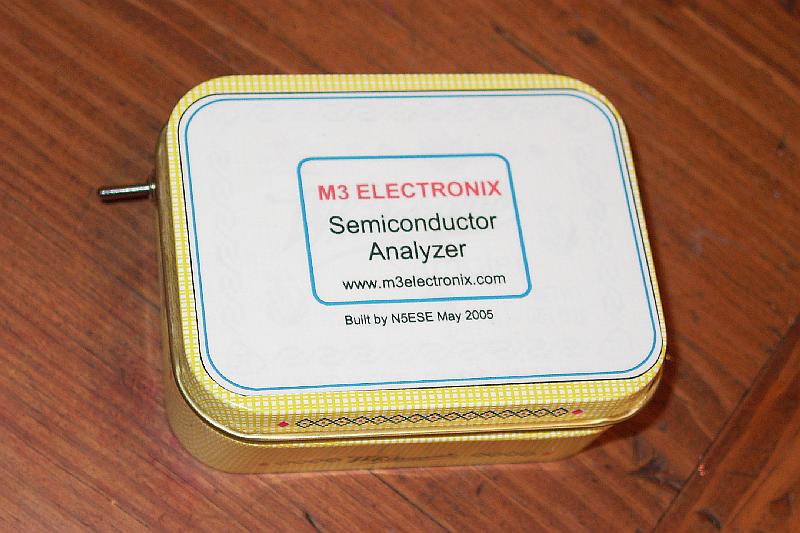 M3 ELECTRONIX
Semiconductor
Analyzer
www.m3electronix.com
Built by N5ESE May 2005